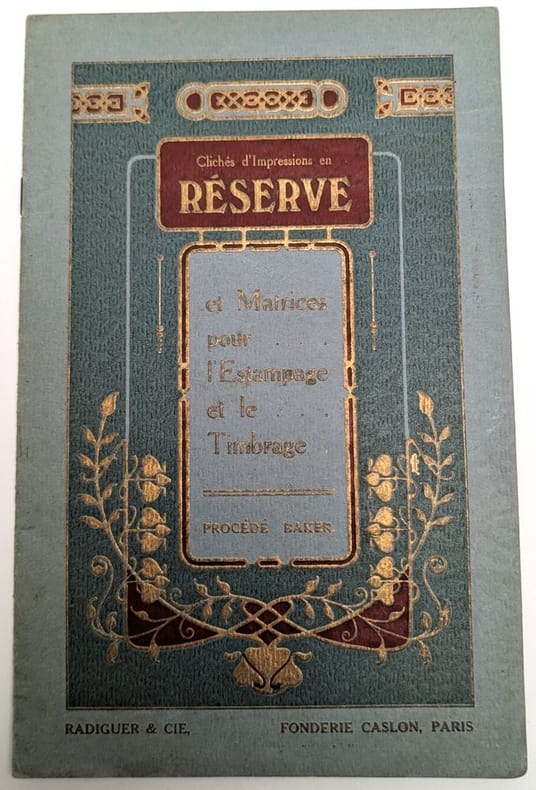 Clichés d'Impressions en
RÉSERVE
et Matrices
pour . . . .
l'Estampage
et le . . . .
Timbrage .
PROCÉDÉ BAKER
RADIGUER & CIE, FONDERIE CASLON, PARIS